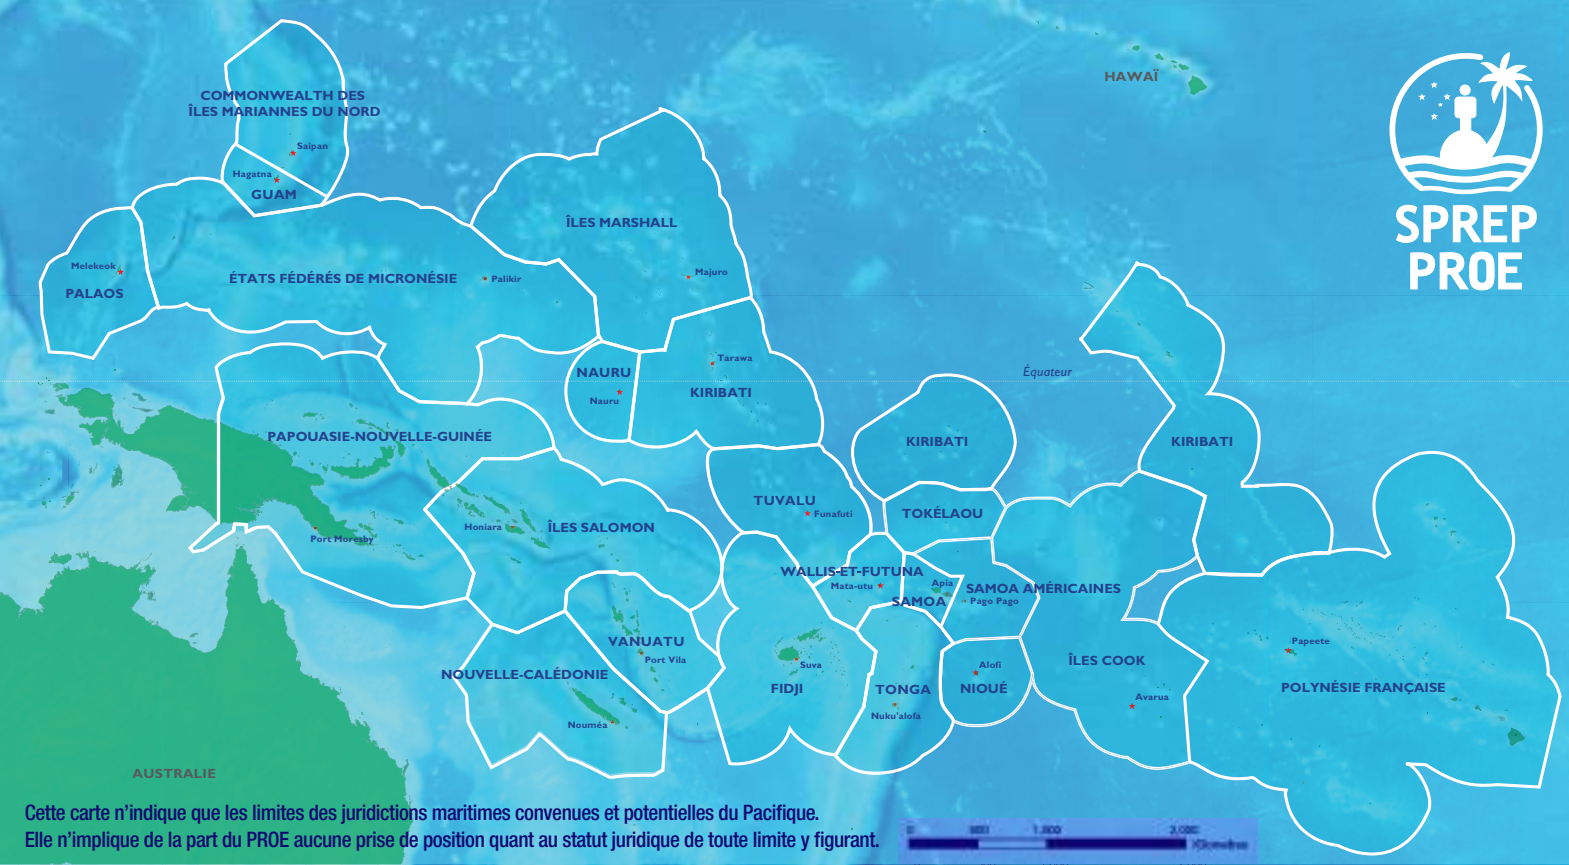 HAWAÏ
COMMONWEALTH DES
ÎLES MARIANNES DU NORD
Saipan
Hagatna
GUAM
SPREP
PROE
ÎLES MARSHALL
Majuro
Melekeok
PALAOS
ÉTATS FÉDÉRÉS DE MICRONÉSIE
Palikir
Tarawa
NAURU
Nauru
KIRIBATI
Équateur
PAPOUASIE-NOUVELLE-GUINÉE
KIRIBATI
KIRIBATI
TUVALU
Funafuti
TOKÉLAOU
Honiara
ÎLES SALOMON
Port Moresby
WALLIS-ET-FUTUNA
Mata-utu
Apia
SAMOA
SAMOA AMÉRICAINES
Pago Pago
VANUATU
Port Vila
Papeete
NOUVELLE-CALÉDONIE
Suva
FIDJI
TONGA
Nuku'alofa
Alofi
NIOUÉ
ÎLES COOK
Avarua
POLYNÉSIE FRANÇAISE
Nouméa
AUSTRALIE
Cette carte n’indique que les limites des juridictions maritimes convenues et potentielles du Pacifique.
Elle n’implique de la part du PROE aucune prise de position quant au statut juridique de toute limite y figurant.
0
Kilometres